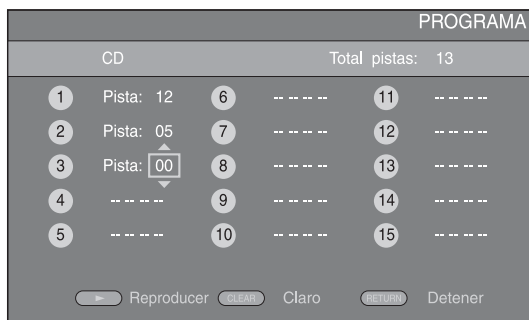 PROGRAMA
CD Total pistas: 13
1 Pista: 12 6 -- -- -- -- 11 -- -- -- --
2 Pista: 05 7 -- -- -- -- 12 -- -- -- --
3 Pista: 00 8 -- -- -- -- 13 -- -- -- --
4 -- -- -- -- 9 -- -- -- -- 14 -- -- -- --
5 -- -- -- -- 10 -- -- -- -- 15 -- -- -- --
Reproducer CLEAR Claro RETURN Detener